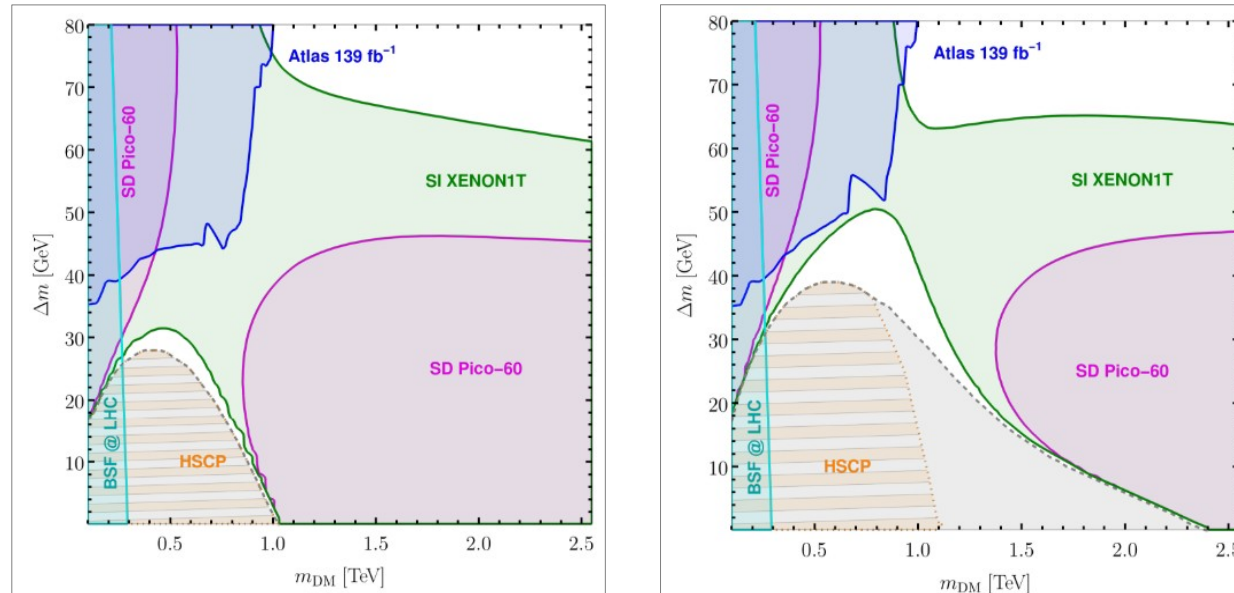 80
70
60
50
40
30
20
10
Δm [GeV]
Atlas 139 fb⁻¹
SD Pico-60
SI XENON1T
SD Pico-60
BSF @ LHC
HSCP
0.5 1.0 1.5 2.0 2.5
m_DM [TeV]
80
70
60
50
40
30
20
10
Δm [GeV]
Atlas 139 fb⁻¹
SD Pico-60
SI XENON1T
SD Pico-60
BSF @ LHC
HSCP
0.5 1.0 1.5 2.0 2.5
m_DM [TeV]